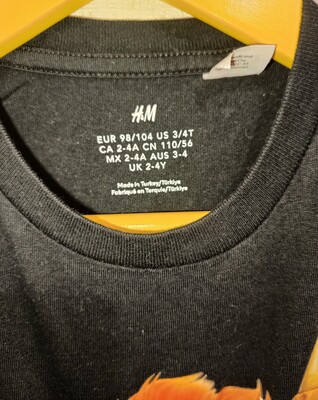 H&M
EUR 98/104 US 3/4T
CA 2-4A CN 110/56
MX 2-4A AUS 3-4
UK 2-4Y
Made in Turkey/Türkiye
Fabriqué en Turquie/Türkiye